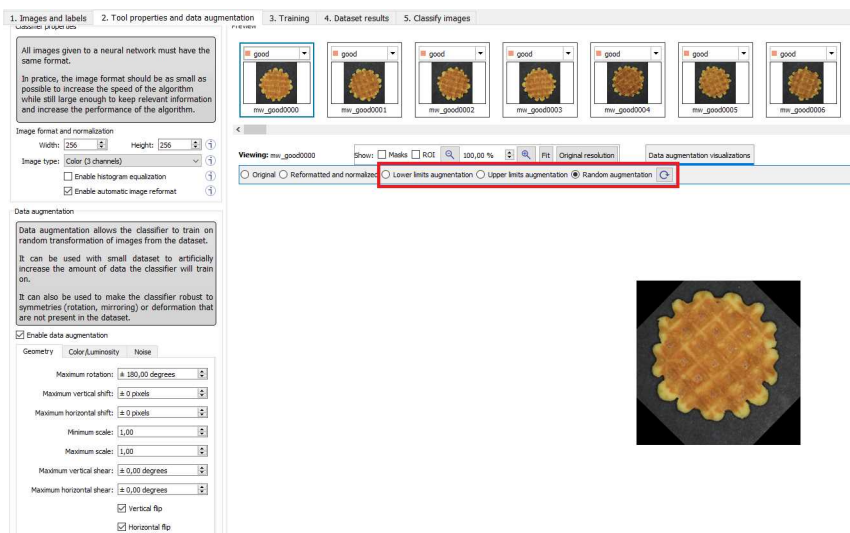 1. Images and labels 2. Tool properties and data augmentation 3. Training 4. Dataset results 5. Classify images
Classifier properties
All images given to a neural network must have the
same format.
In pratice, the image format should be as small as
possible to increase the speed of the algorithm
while still large enough to keep relevant information
and increase the performance of the algorithm.
Image format and normalization
Width: 256 Height: 256
Image type: Color (3 channels)
Enable histogram equalization
Enable automatic image reformat
Data augmentation
Data augmentation allows the classifier to train on
random transformation of images from the dataset.
It can be used with small dataset to artificially
increase the amount of data the classifier will train
on.
It can also be used to make the classifier robust to
symmetries (rotation, mirroring) or deformation that
are not present in the dataset.
Enable data augmentation
Geometry Color/Luminosity Noise
Maximum rotation: ± 180,00 degrees
Maximum vertical shift: ± 0 pixels
Maximum horizontal shift: ± 0 pixels
Minimum scale: 1,00
Maximum scale: 1,00
Maximum vertical shear: ± 0,00 degrees
Maximum horizontal shear: ± 0,00 degrees
Vertical flip
Horizontal flip
Preview
good good good good good good good
mw_good0000 mw_good0001 mw_good0002 mw_good0003 mw_good0004 mw_good0005 mw_good0006
Viewing: mw_good0000 Show: Masks ROI 100,00 % Fit Original resolution Data augmentation visualizations
Original Reformatted and normalized Lower limits augmentation Upper limits augmentation Random augmentation